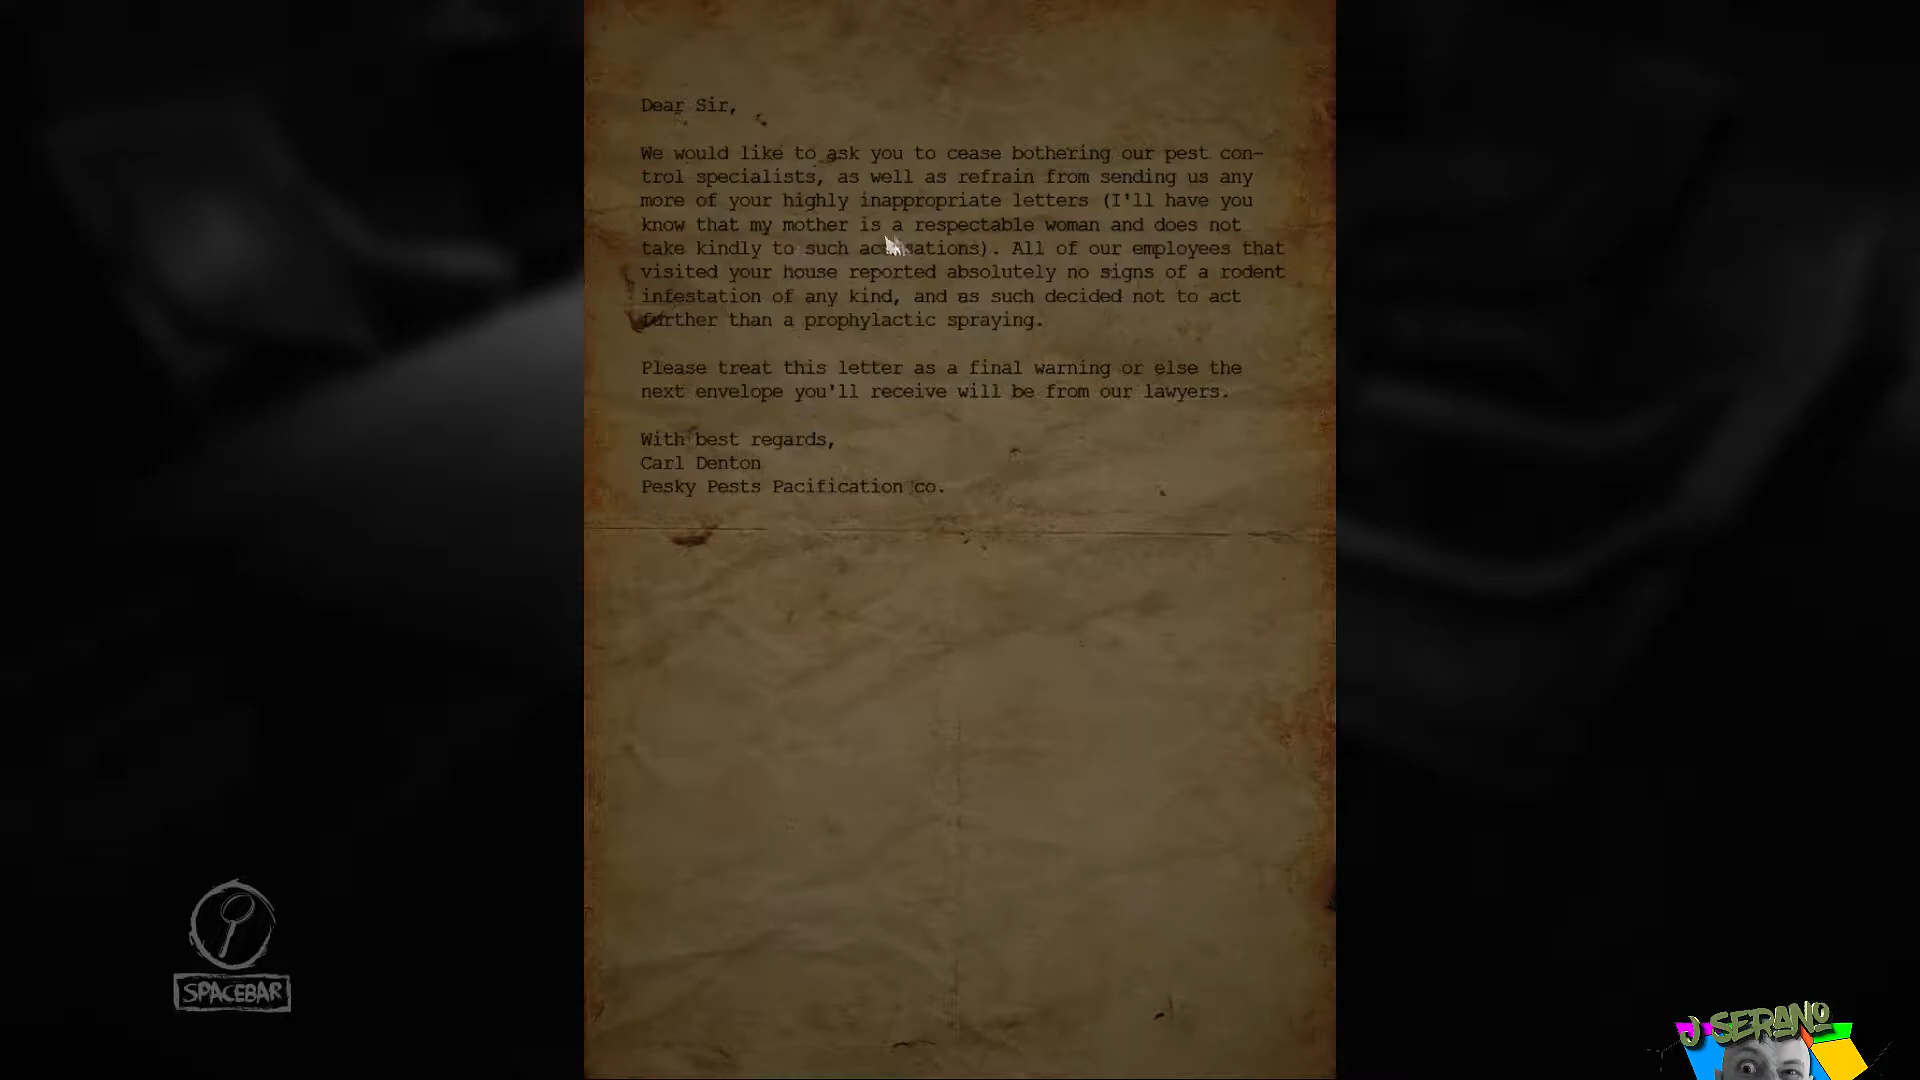 Dear Sir,
We would like to ask you to cease bothering our pest con-
trol specialists, as well as refrain from sending us any
more of your highly inappropriate letters (I'll have you
know that my mother is a respectable woman and does not
take kindly to such accusations). All of our employees that
visited your house reported absolutely no signs of a rodent
infestation of any kind, and as such decided not to act
further than a prophylactic spraying.
Please treat this letter as a final warning or else the
next envelope you'll receive will be from our lawyers.
With best regards,
Carl Denton
Pesky Pests Pacification co.
SPACEBAR
J SERANO